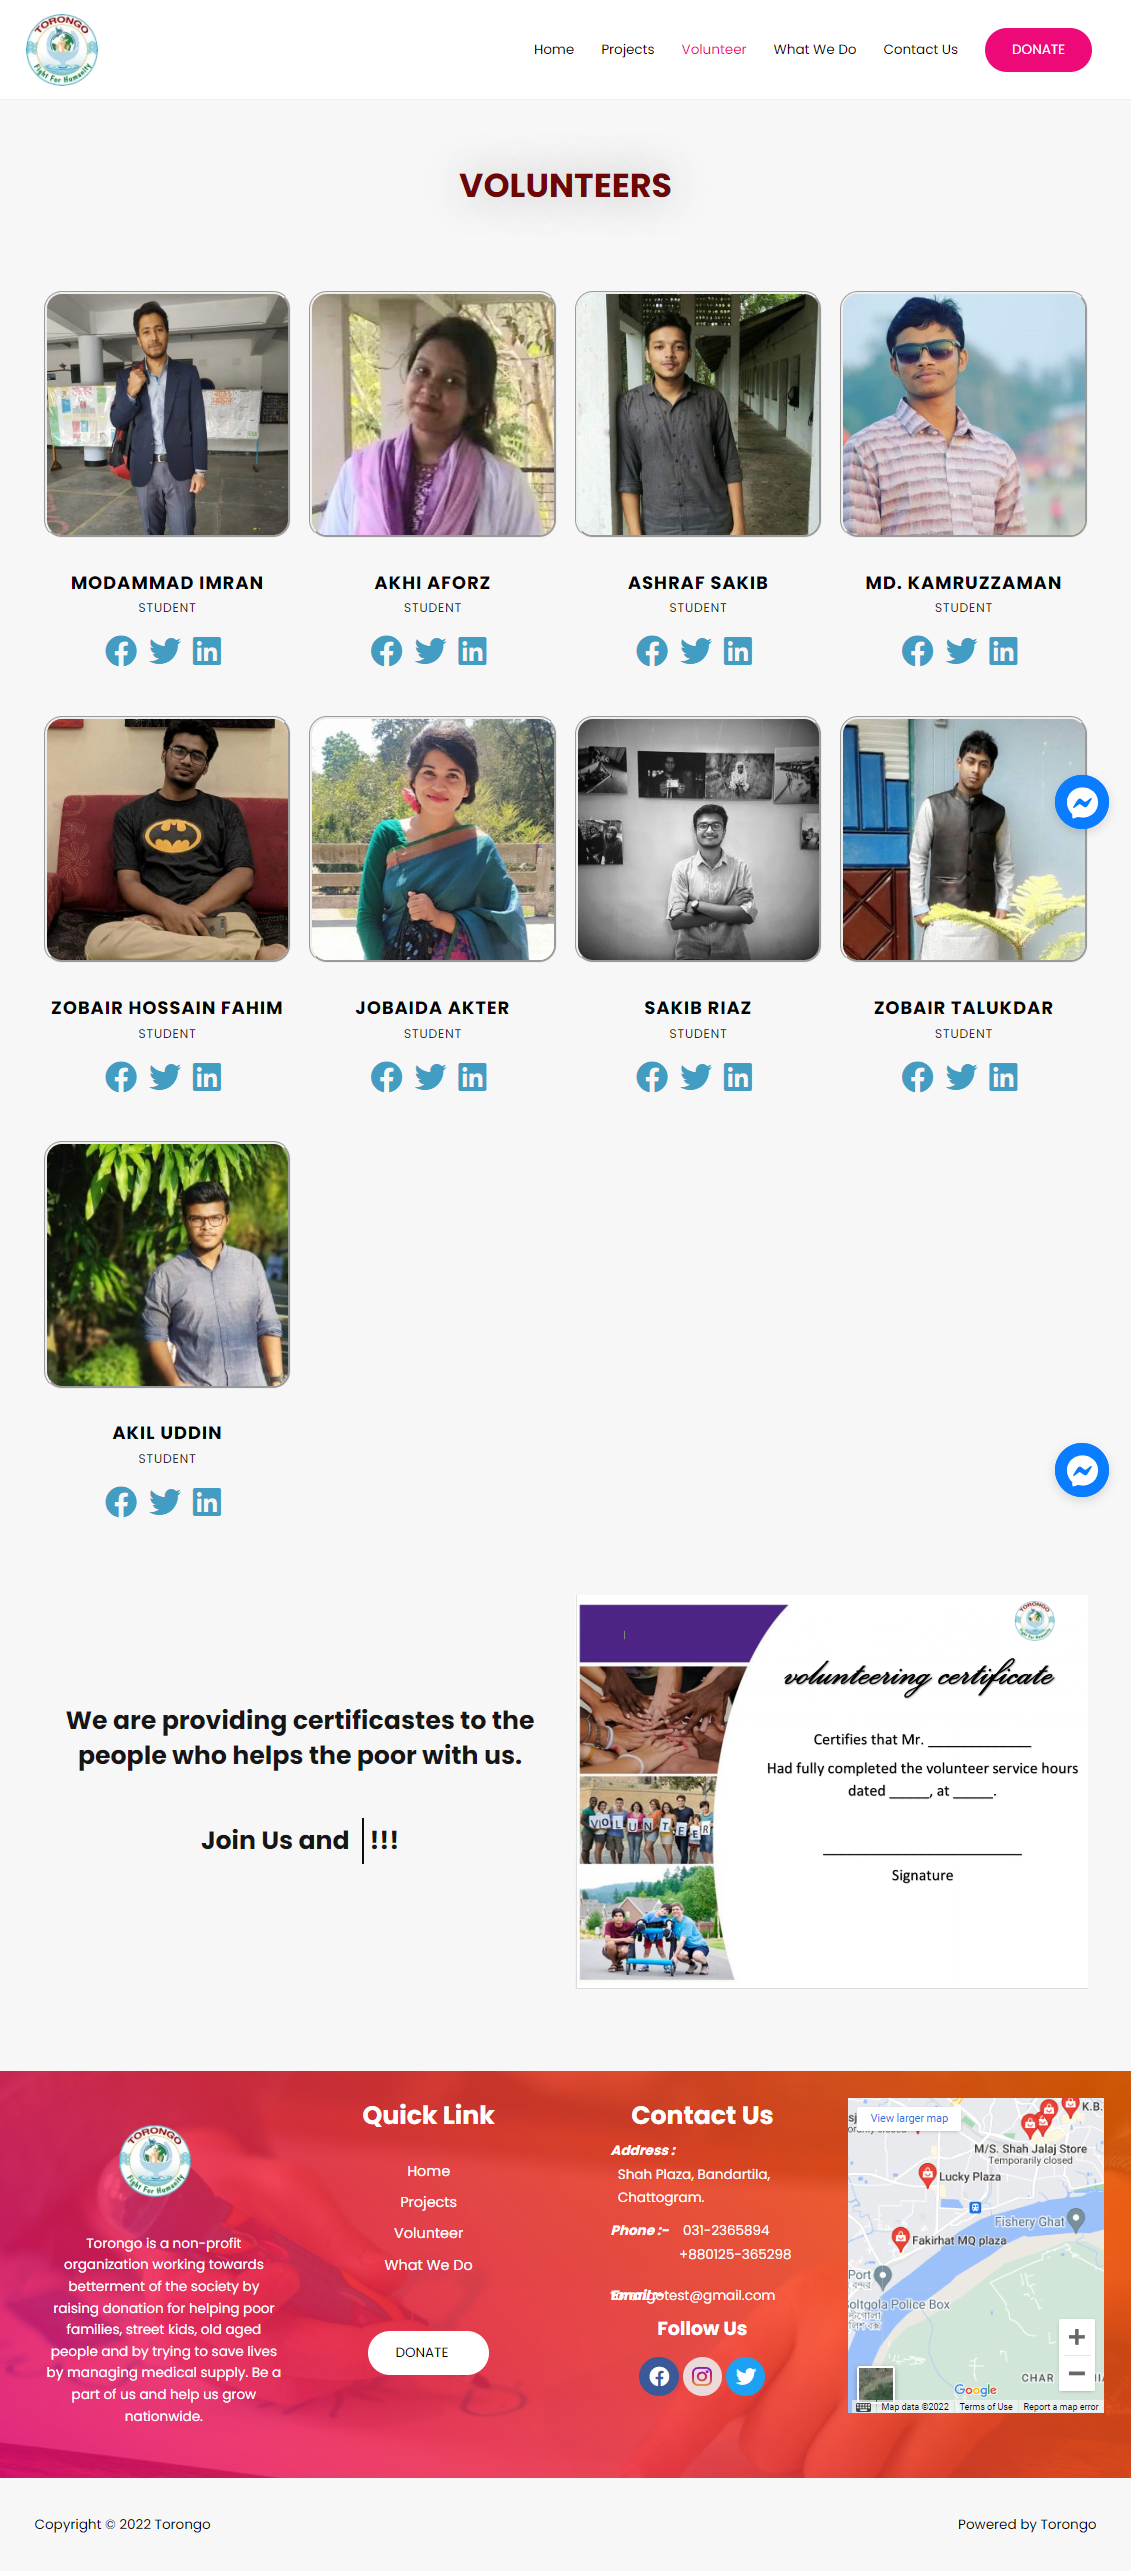 TORONGO
Fight For Humanity
Home
Projects
Volunteer
What We Do
Contact Us
DONATE
VOLUNTEERS
MODAMMAD IMRAN
STUDENT
AKHI AFORZ
STUDENT
ASHRAF SAKIB
STUDENT
MD. KAMRUZZAMAN
STUDENT
ZOBAIR HOSSAIN FAHIM
STUDENT
JOBAIDA AKTER
STUDENT
SAKIB RIAZ
STUDENT
ZOBAIR TALUKDAR
STUDENT
AKIL UDDIN
STUDENT
We are providing certificastes to the
people who helps the poor with us.
Join Us and !!!
TORONGO
Fight For Humanity
volunteering certificate
Certifies that Mr. ______________
Had fully completed the volunteer service hours
dated _____, at _____.
Signature
VOLUNTEER
TORONGO
Fight For Humanity
Torongo is a non-profit
organization working towards
betterment of the society by
raising donation for helping poor
families, street kids, old aged
people and by trying to save lives
by managing medical supply. Be a
part of us and help us grow
nationwide.
Quick Link
Home
Projects
Volunteer
What We Do
DONATE
Contact Us
Address :
Shah Plaza, Bandartila,
Chattogram.
Phone :- 031-2365894
+880125-365298
Email:-
torongotest@gmail.com
Follow Us
View larger map
K.B.
M/S. Shah Jalaj Store
Temporarily closed
Lucky Plaza
Fishery Ghat
Fakirhat MQ plaza
Port
বন্দর
Soltgola Police Box
CHAR
Google
Map data ©2022
Terms of Use
Report a map error
Copyright © 2022 Torongo
Powered by Torongo